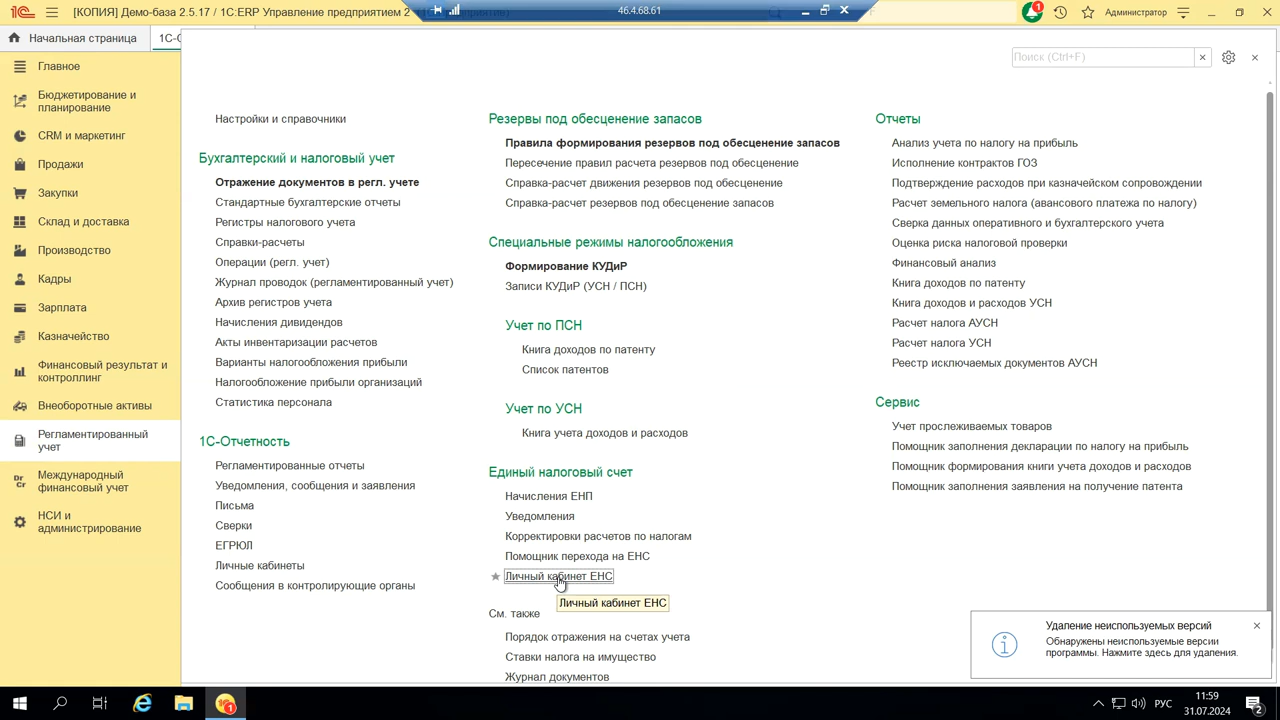 [КОПИЯ] Демо-база 2.5.17 / 1С:ERP Управление предприятием 2
46.4.68.61
1
Администратор
Начальная страница
1С-
Поиск (Ctrl+F)
Главное
Бюджетирование и
планирование
CRM и маркетинг
Продажи
Закупки
Склад и доставка
Производство
Кадры
Зарплата
Казначейство
Финансовый результат и
контроллинг
Внеоборотные активы
Регламентированный
учет
Международный
финансовый учет
НСИ и
администрирование
Настройки и справочники
Бухгалтерский и налоговый учет
Отражение документов в регл. учете
Стандартные бухгалтерские отчеты
Регистры налогового учета
Справки-расчеты
Операции (регл. учет)
Журнал проводок (регламентированный учет)
Архив регистров учета
Начисления дивидендов
Акты инвентаризации расчетов
Варианты налогообложения прибыли
Налогообложение прибыли организаций
Статистика персонала
1С-Отчетность
Регламентированные отчеты
Уведомления, сообщения и заявления
Письма
Сверки
ЕГРЮЛ
Личные кабинеты
Сообщения в контролирующие органы
Резервы под обесценение запасов
Правила формирования резервов под обесценение запасов
Пересечение правил расчета резервов под обесценение
Справка-расчет движения резервов под обесценение
Справка-расчет резервов под обесценение запасов
Специальные режимы налогообложения
Формирование КУДиР
Записи КУДиР (УСН / ПСН)
Учет по ПСН
Книга доходов по патенту
Список патентов
Учет по УСН
Книга учета доходов и расходов
Единый налоговый счет
Начисления ЕНП
Уведомления
Корректировки расчетов по налогам
Помощник перехода на ЕНС
Личный кабинет ЕНС
Личный кабинет ЕНС
См. также
Порядок отражения на счетах учета
Ставки налога на имущество
Журнал документов
Отчеты
Анализ учета по налогу на прибыль
Исполнение контрактов ГОЗ
Подтверждение расходов при казначейском сопровождении
Расчет земельного налога (авансового платежа по налогу)
Сверка данных оперативного и бухгалтерского учета
Оценка риска налоговой проверки
Финансовый анализ
Книга доходов по патенту
Книга доходов и расходов УСН
Расчет налога АУСН
Расчет налога УСН
Реестр исключаемых документов АУСН
Сервис
Учет прослеживаемых товаров
Помощник заполнения декларации по налогу на прибыль
Помощник формирования книги учета доходов и расходов
Помощник заполнения заявления на получение патента
Удаление неиспользуемых версий
Обнаружены неиспользуемые версии
программы. Нажмите здесь для удаления.
1
РУС
11:59
31.07.2024
2